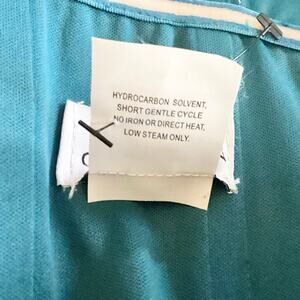 HYDROCARBON SOLVENT,
SHORT GENTLE CYCLE
NO IRON OR DIRECT HEAT,
LOW STEAM ONLY.